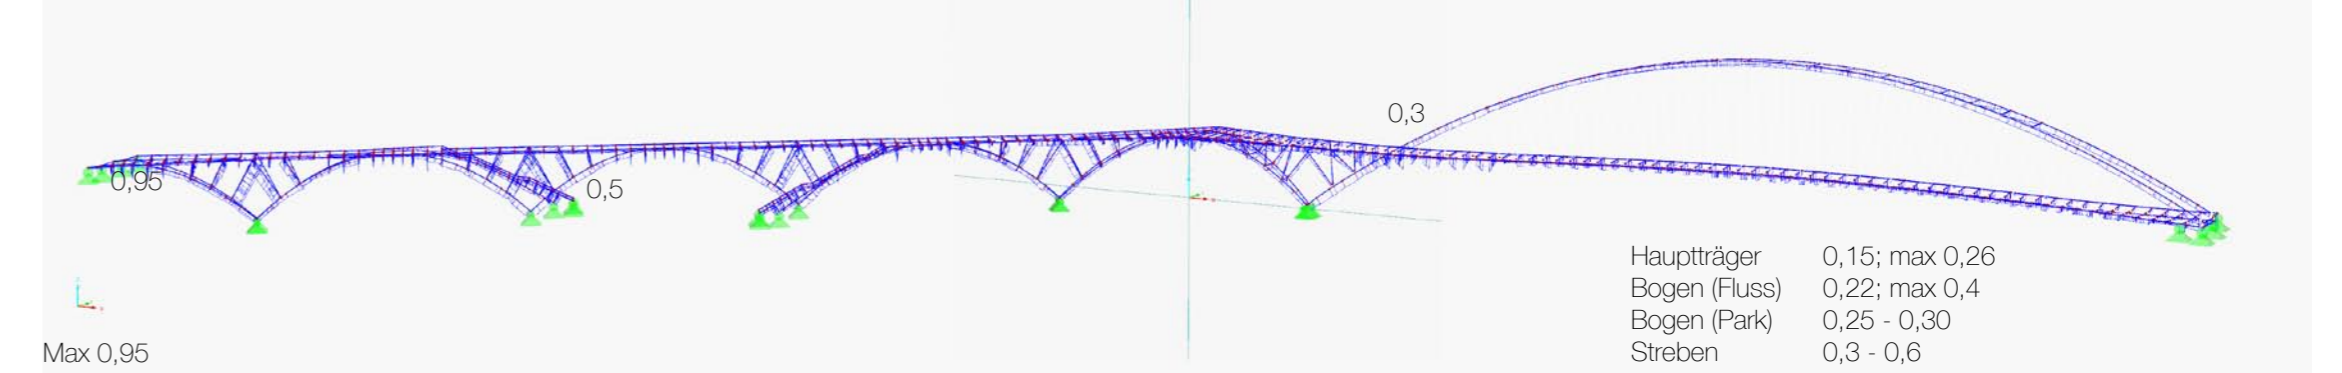 0,3
0,95
0,5
Hauptträger 0,15; max 0,26
Bogen (Fluss) 0,22; max 0,4
Bogen (Park) 0,25 - 0,30
Streben 0,3 - 0,6
Max 0,95